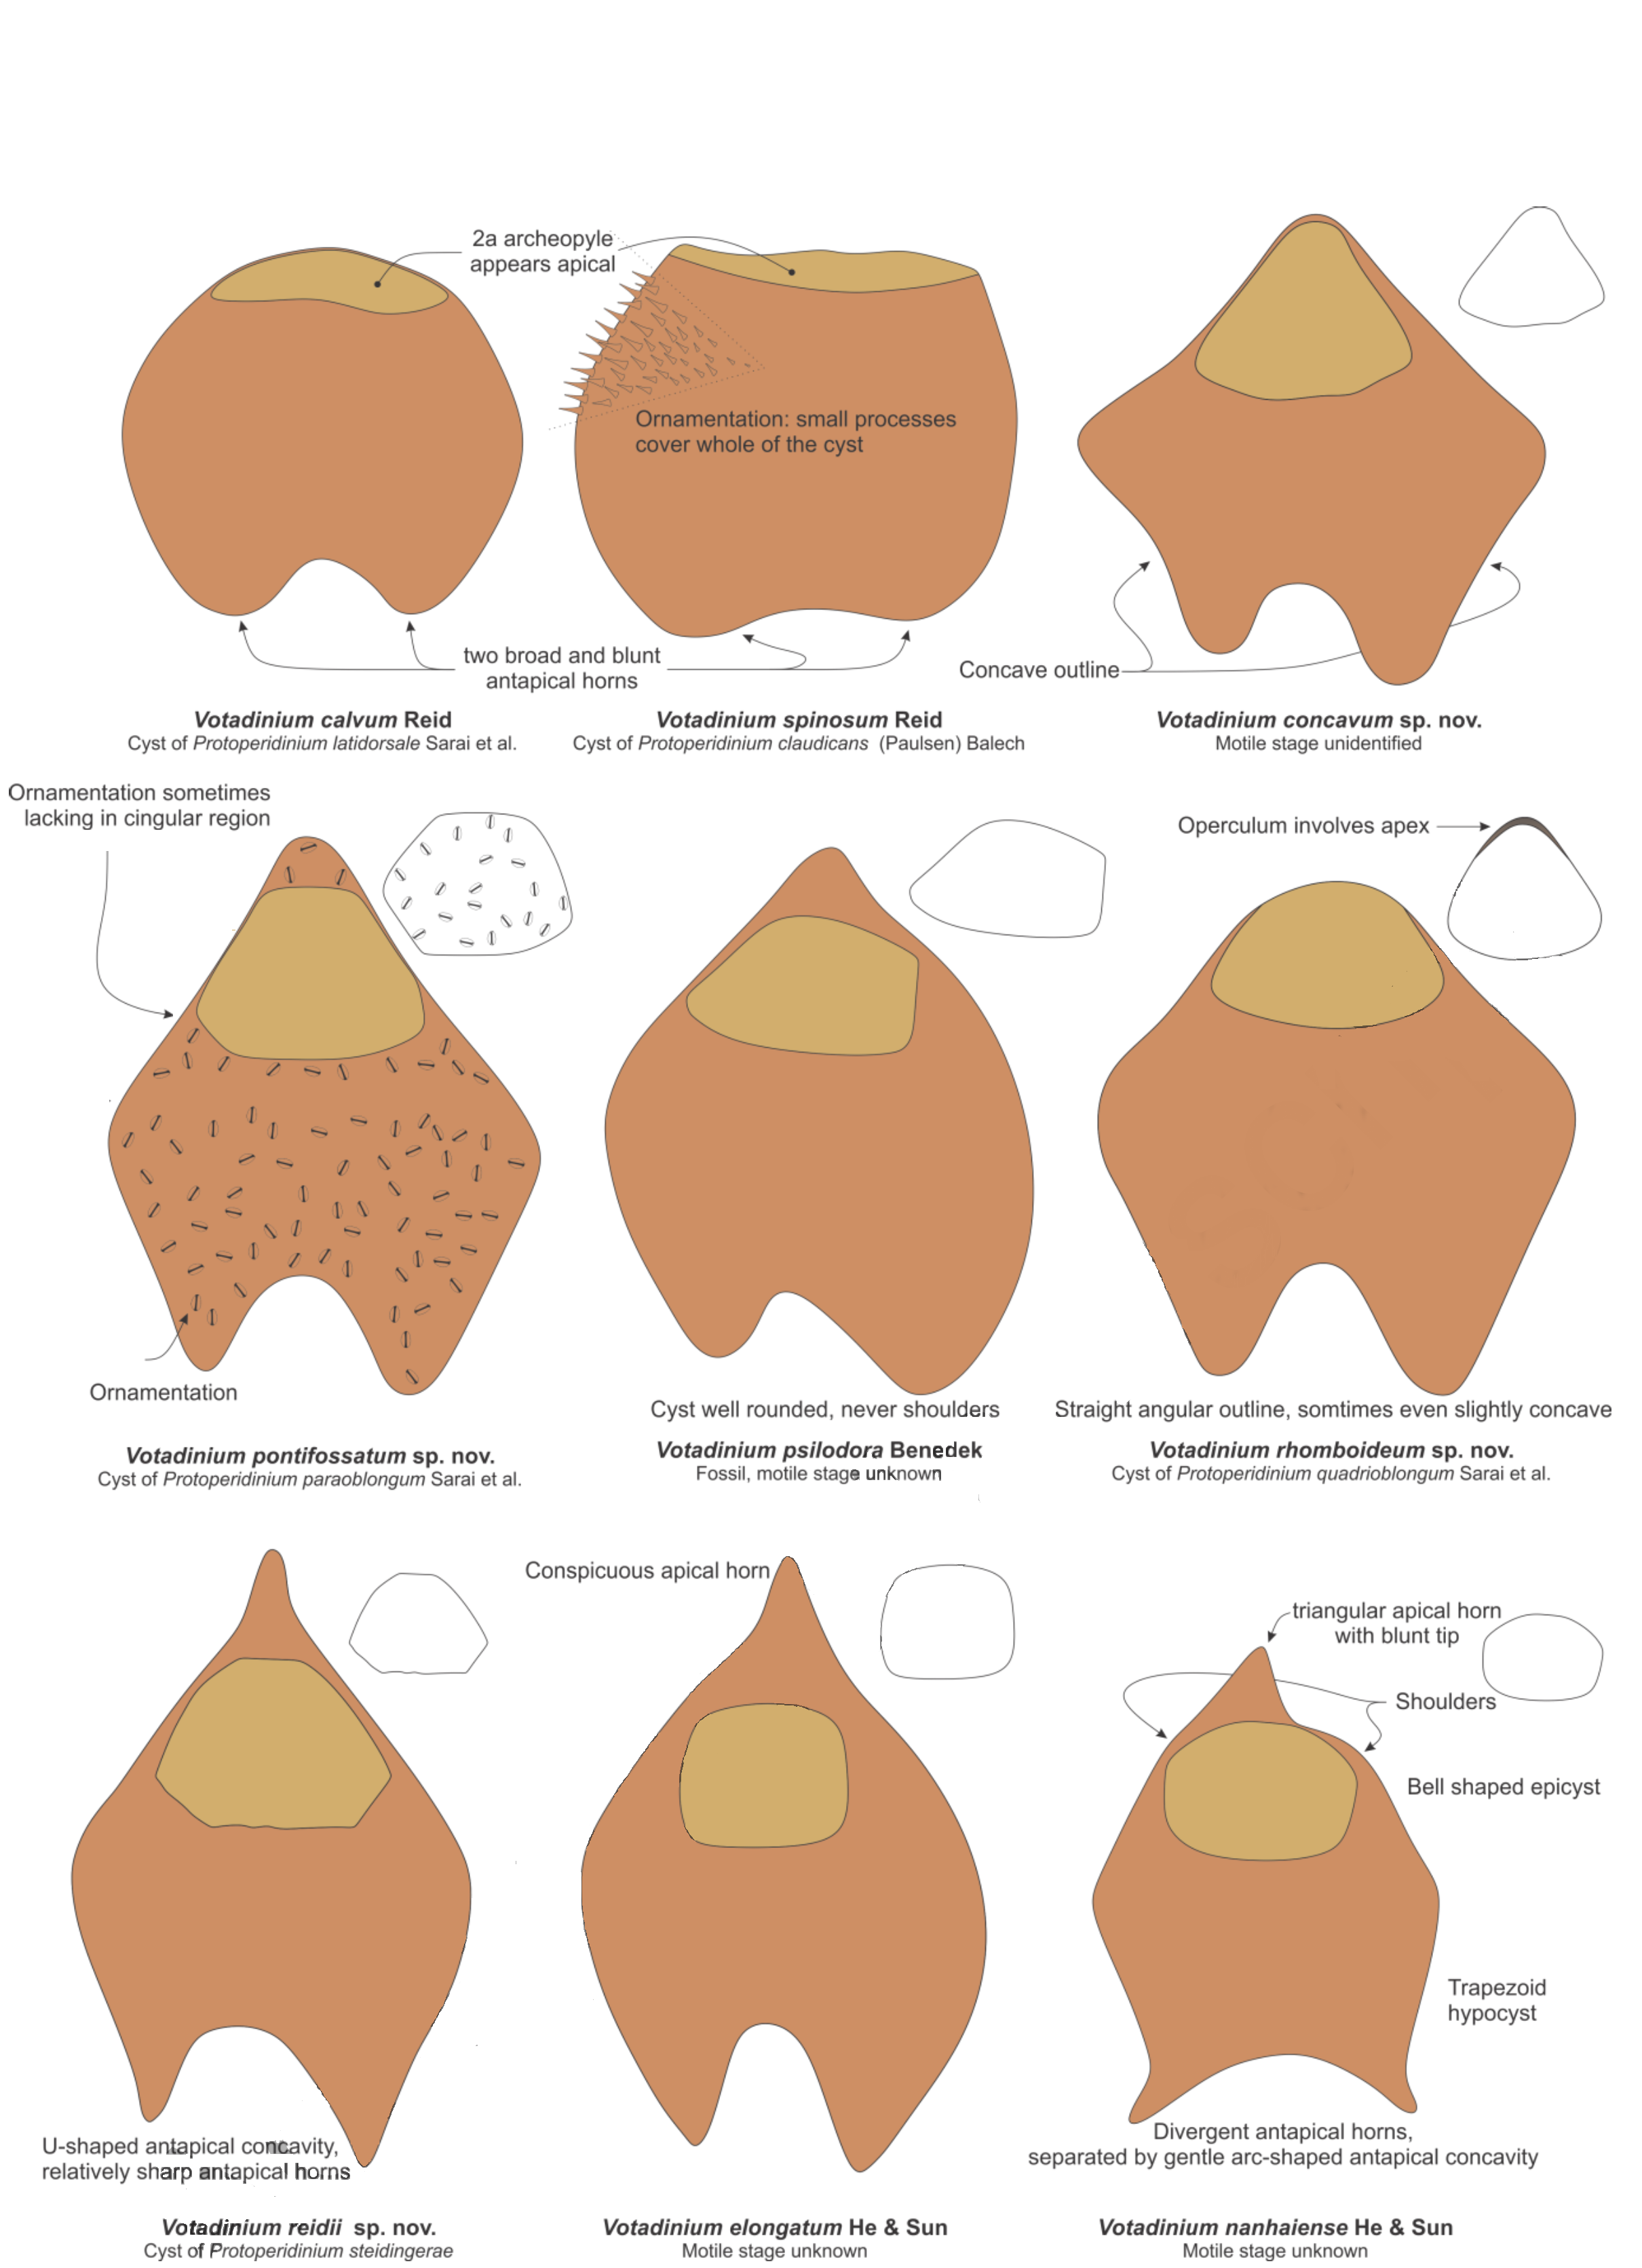 2a archeopyle
appears apical
Ornamentation: small processes
cover whole of the cyst
two broad and blunt
antapical horns
Concave outline
Votadinium calvum Reid
Cyst of Protoperidinium latidorsale Sarai et al.
Votadinium spinosum Reid
Cyst of Protoperidinium claudicans (Paulsen) Balech
Votadinium concavum sp. nov.
Motile stage unidentified
Ornamentation sometimes
lacking in cingular region
Operculum involves apex
Ornamentation
Cyst well rounded, never shoulders
Straight angular outline, somtimes even slightly concave
Votadinium pontifossatum sp. nov.
Cyst of Protoperidinium paraoblongum Sarai et al.
Votadinium psilodora Benedek
Fossil, motile stage unknown
Votadinium rhomboideum sp. nov.
Cyst of Protoperidinium quadrioblongum Sarai et al.
Conspicuous apical horn
triangular apical horn
with blunt tip
Shoulders
Bell shaped epicyst
Trapezoid
hypocyst
U-shaped antapical concavity,
relatively sharp antapical horns
Divergent antapical horns,
separated by gentle arc-shaped antapical concavity
Votadinium reidii sp. nov.
Cyst of Protoperidinium steidingerae
Votadinium elongatum He & Sun
Motile stage unknown
Votadinium nanhaiense He & Sun
Motile stage unknown